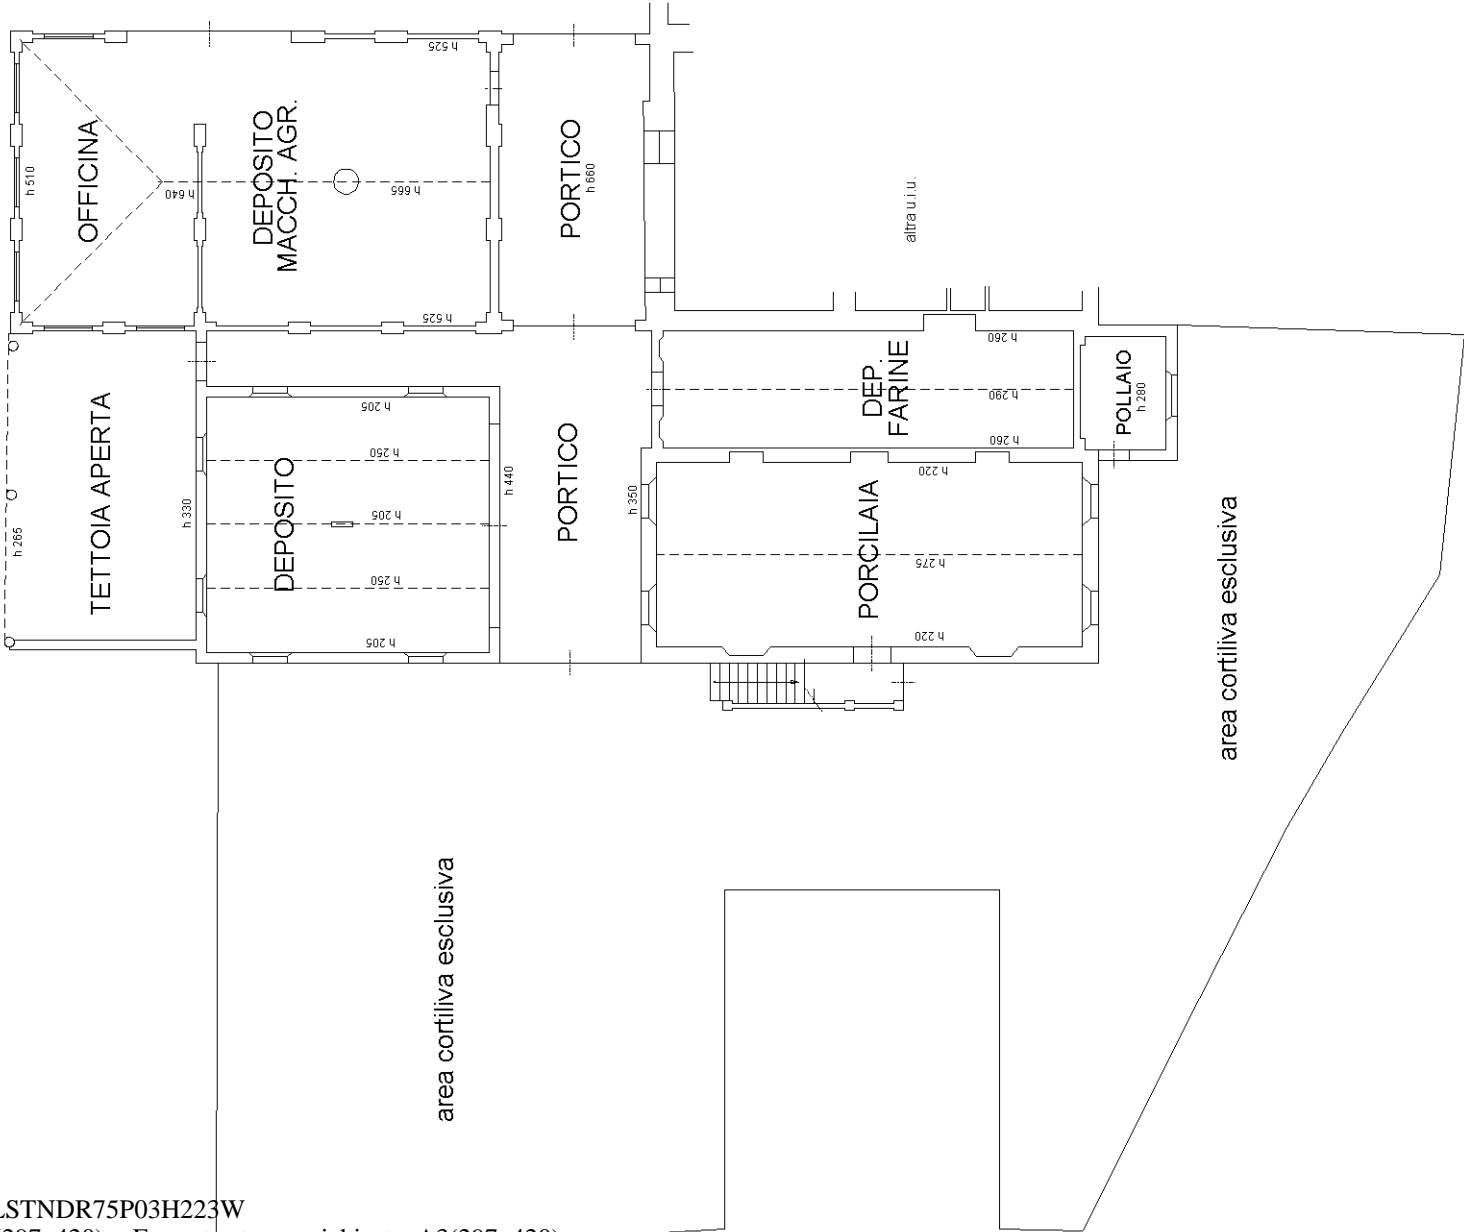 OFFICINA
h 510
h 640
DEPOSITO
MACCH. AGR.
h 525
h 665
h 525
PORTICO
h 660
altra u.i.u.
TETTOIA APERTA
h 265
h 330
DEPOSITO
h 205
h 250
h 205
h 250
h 205
h 440
PORTICO
h 350
DEP.
FARINE
h 260
h 290
h 260
POLLAIO
h 280
PORCILAIA
h 220
h 275
h 220
area cortiliva esclusiva
area cortiliva esclusiva
LSTNDR75P03H223W